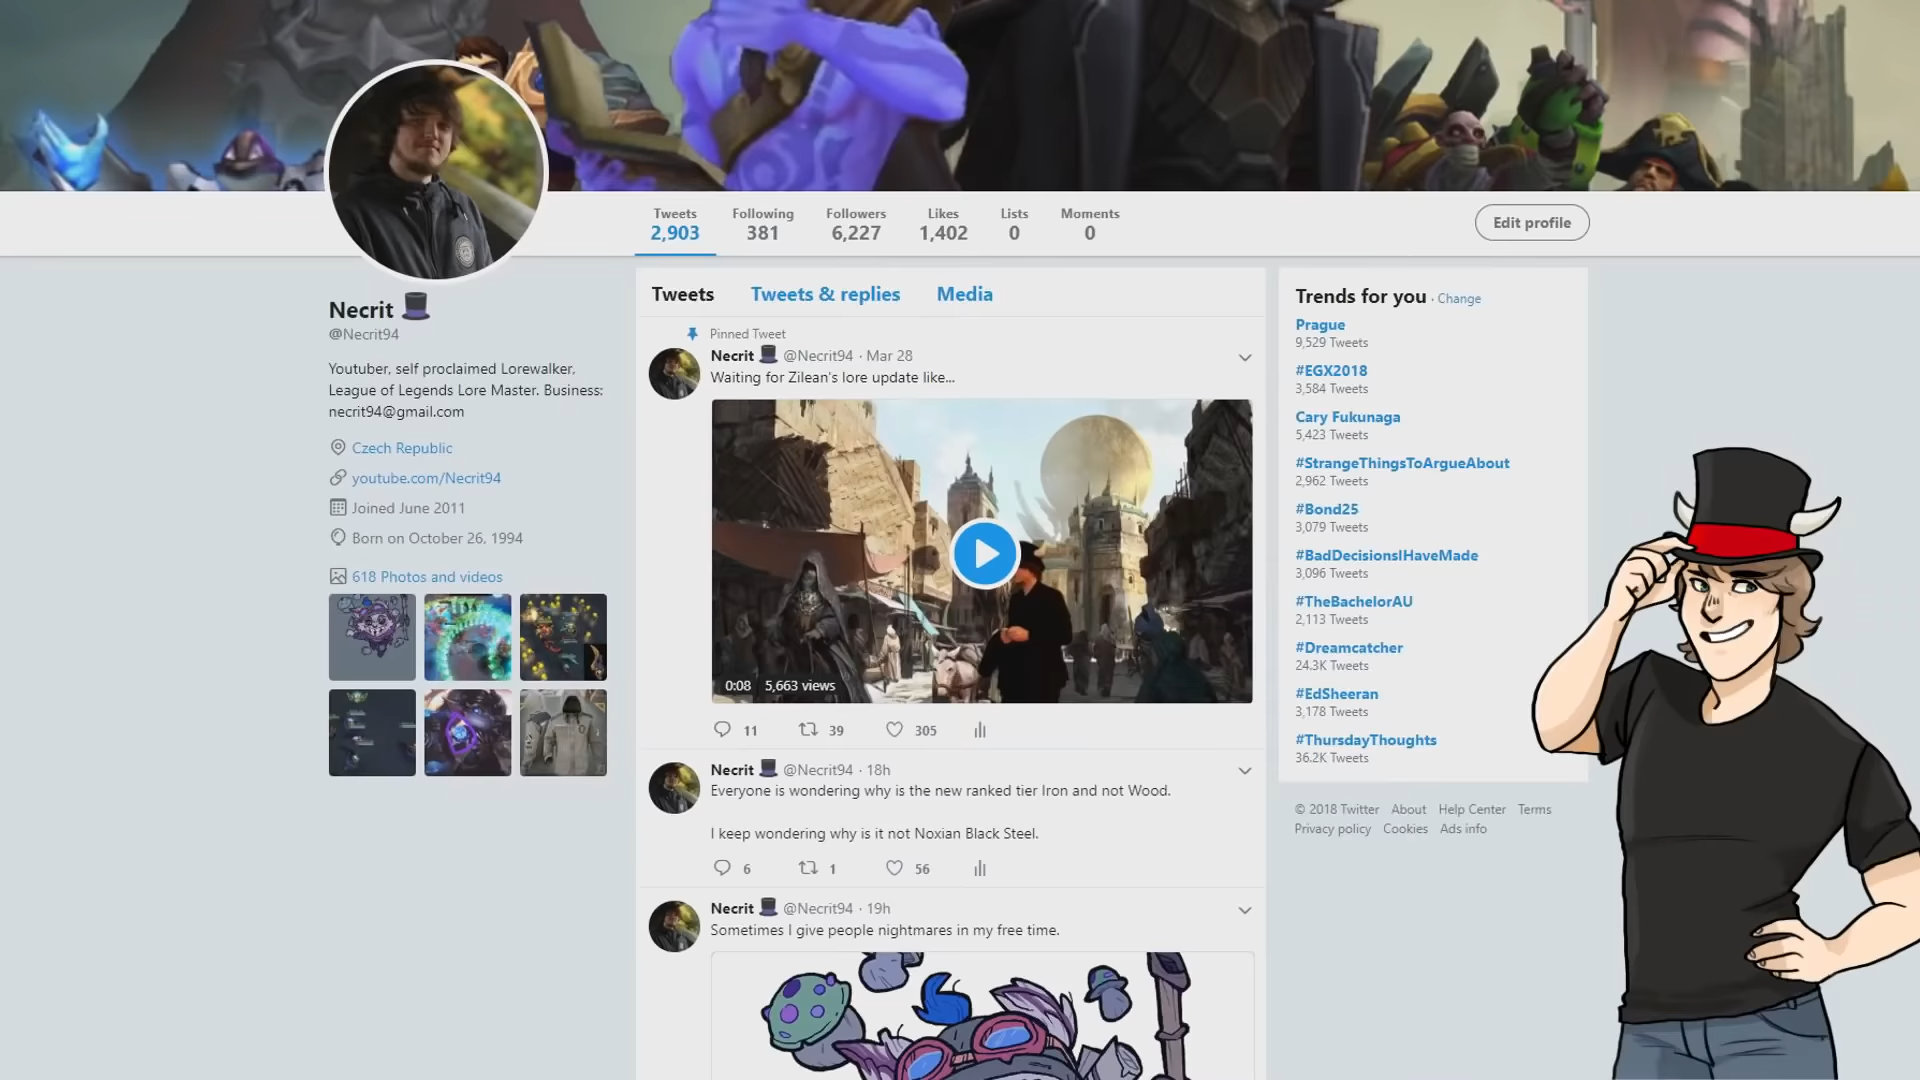 Tweets
2,903
Following
381
Followers
6,227
Likes
1,402
Lists
0
Moments
0
Edit profile
Necrit
@Necrit94
Youtuber, self proclaimed Lorewalker,
League of Legends Lore Master. Business:
necrit94@gmail.com
Czech Republic
youtube.com/Necrit94
Joined June 2011
Born on October 26, 1994
618 Photos and videos
Tweets Tweets & replies Media
Pinned Tweet
Necrit @Necrit94 · Mar 28
Waiting for Zilean's lore update like...
0:08 5,663 views
11 39 305
Necrit @Necrit94 · 18h
Everyone is wondering why is the new ranked tier Iron and not Wood.
I keep wondering why is it not Noxian Black Steel.
6 1 56
Necrit @Necrit94 · 19h
Sometimes I give people nightmares in my free time.
Trends for you · Change
Prague
9,529 Tweets
#EGX2018
3,584 Tweets
Cary Fukunaga
5,423 Tweets
#StrangeThingsToArgueAbout
2,962 Tweets
#Bond25
3,079 Tweets
#BadDecisionsIHaveMade
3,096 Tweets
#TheBachelorAU
2,113 Tweets
#Dreamcatcher
24.3K Tweets
#EdSheeran
3,178 Tweets
#ThursdayThoughts
36.2K Tweets
© 2018 Twitter About Help Center Terms
Privacy policy Cookies Ads info